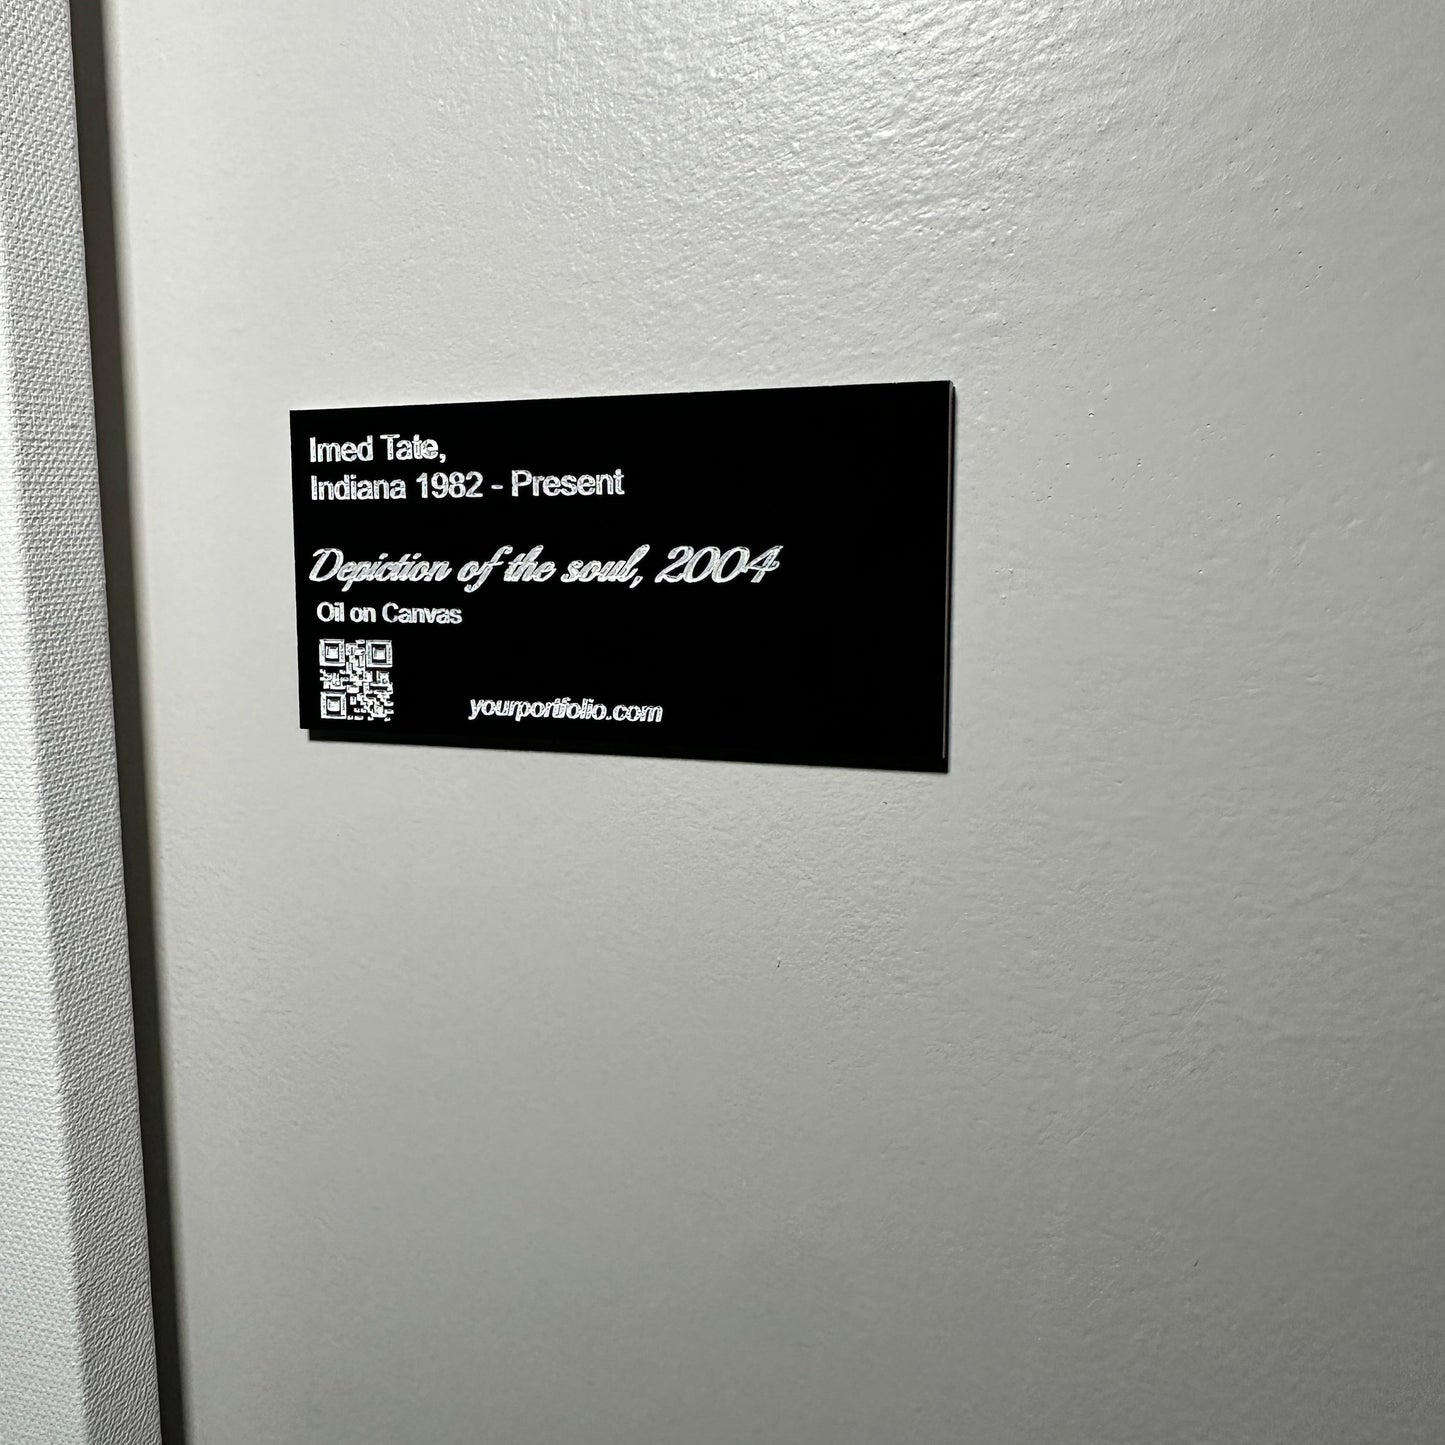 Imed Tate,
Indiana 1982 - Present
Depiction of the soul, 2004
Oil on Canvas
yourportfolio.com